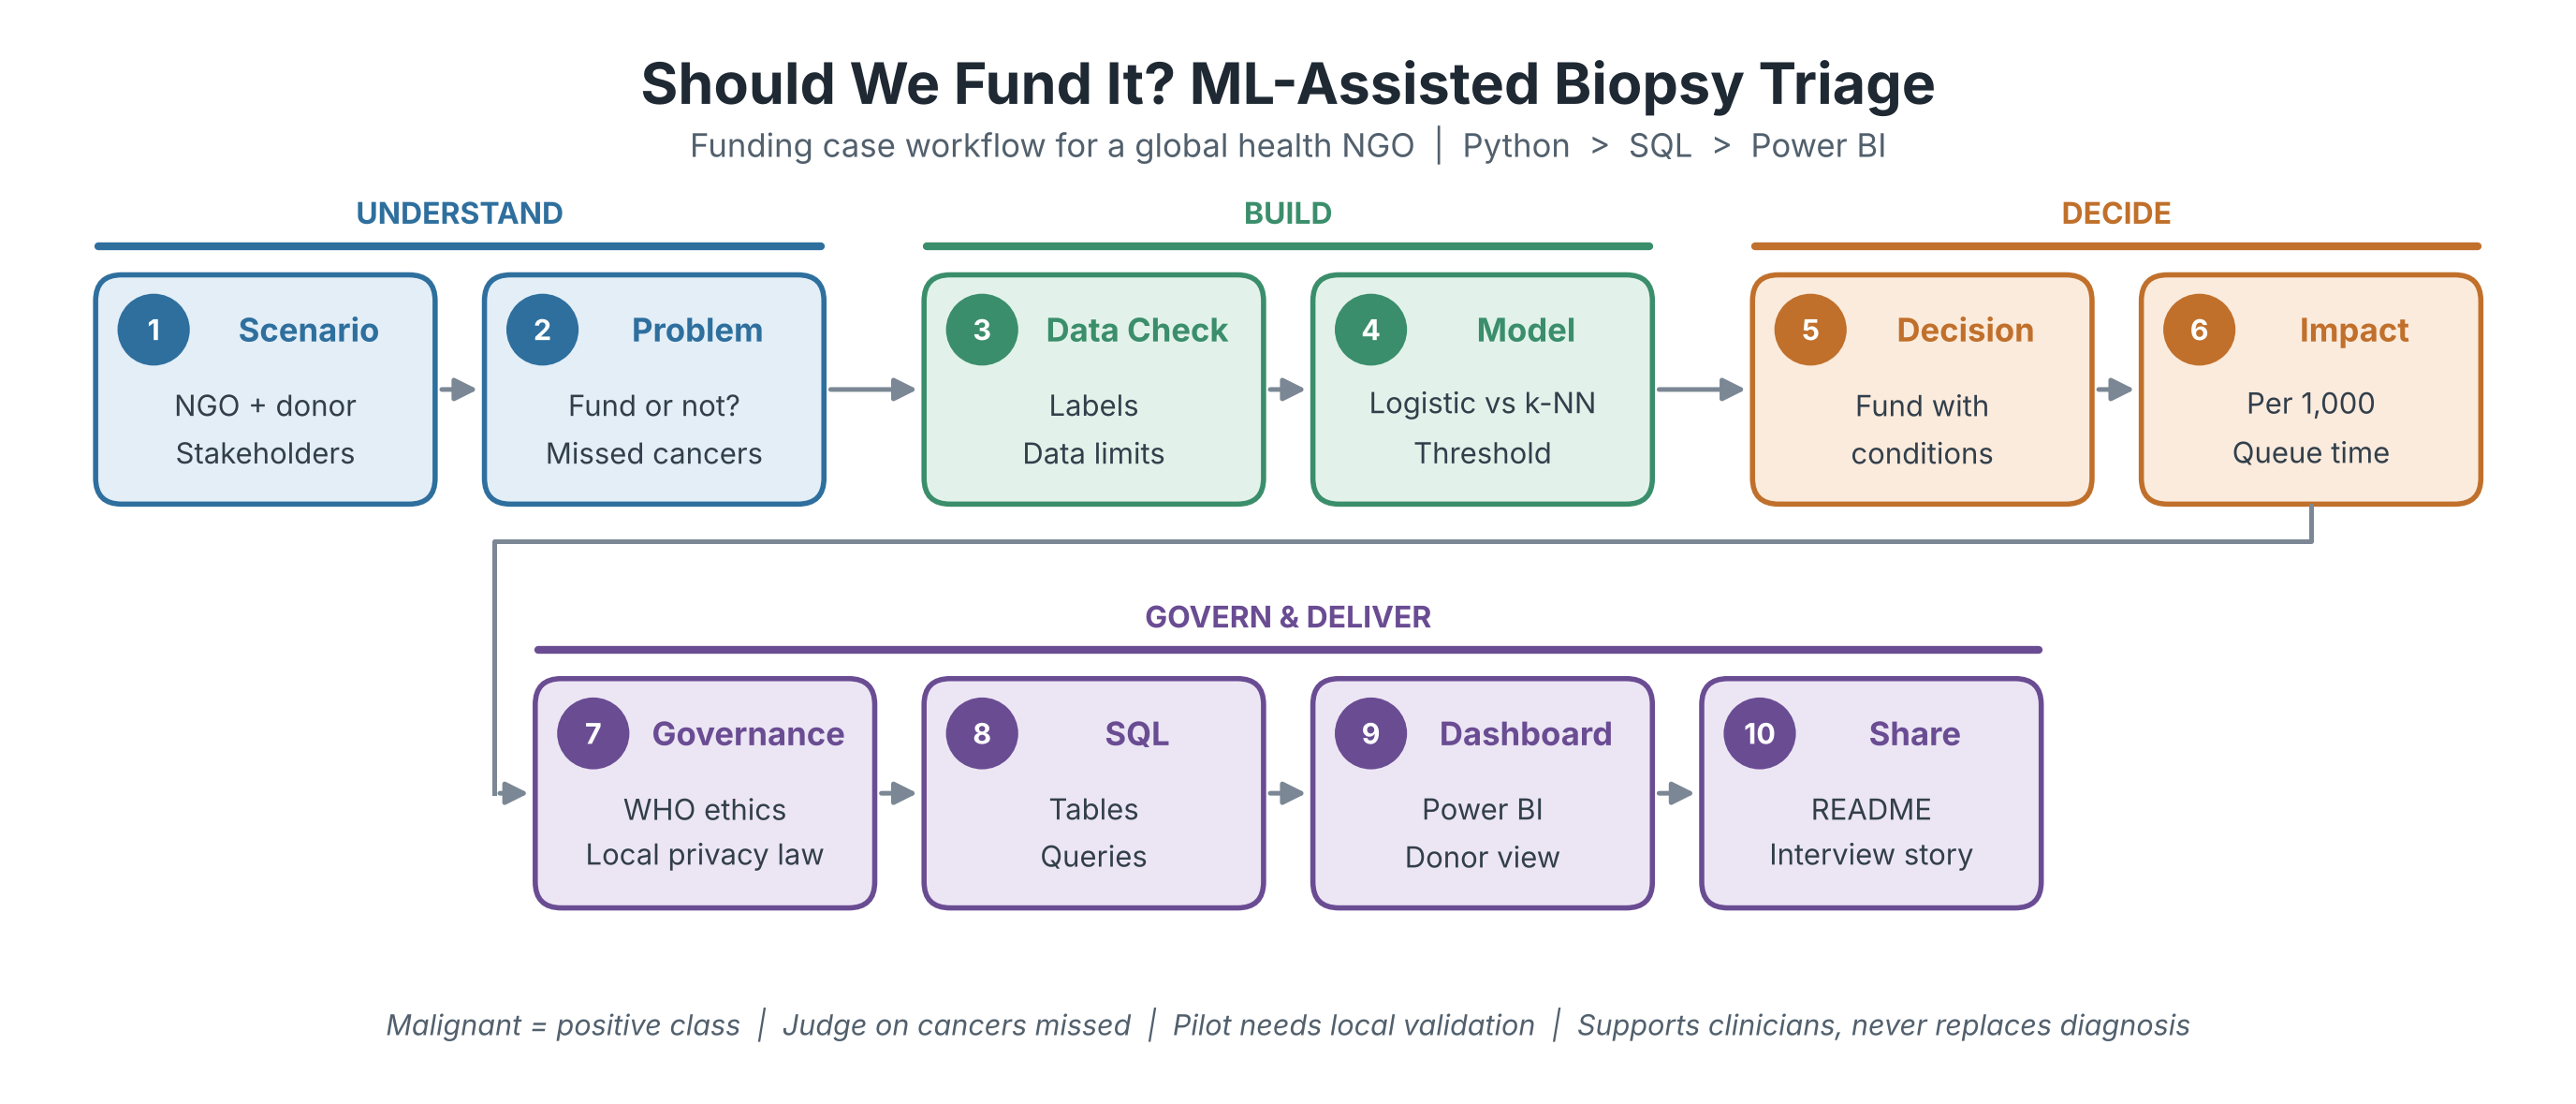 Should We Fund It? ML-Assisted Biopsy Triage
Funding case workflow for a global health NGO | Python > SQL > Power BI
UNDERSTAND
BUILD
DECIDE
1 Scenario
NGO + donor
Stakeholders
2 Problem
Fund or not?
Missed cancers
3 Data Check
Labels
Data limits
4 Model
Logistic vs k-NN
Threshold
5 Decision
Fund with
conditions
6 Impact
Per 1,000
Queue time
GOVERN & DELIVER
7 Governance
WHO ethics
Local privacy law
8 SQL
Tables
Queries
9 Dashboard
Power BI
Donor view
10 Share
README
Interview story
Malignant = positive class | Judge on cancers missed | Pilot needs local validation | Supports clinicians, never replaces diagnosis